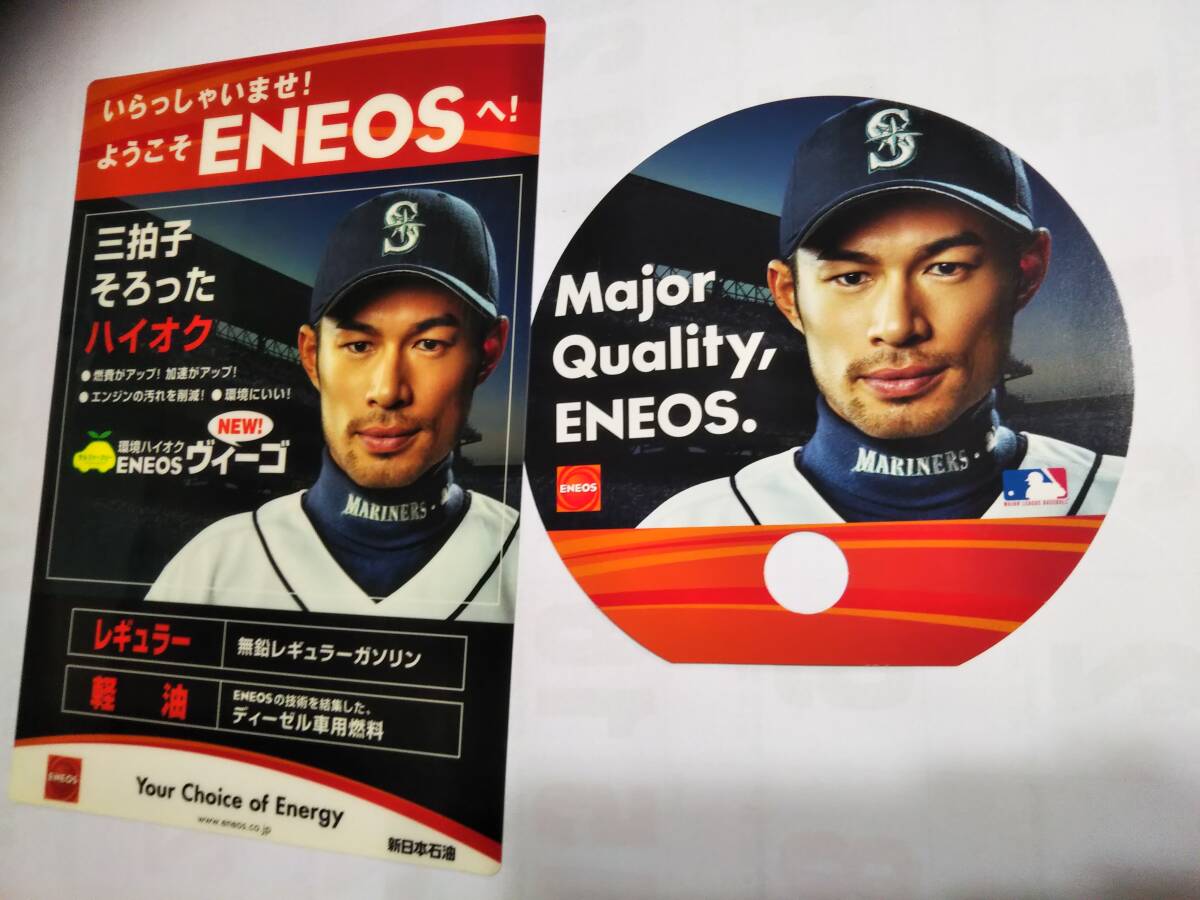 いらっしゃいませ!
ようこそ ENEOS へ!
S
三拍子
そろった
ハイオク
●燃費がアップ! 加速がアップ!
●エンジンの汚れを削減! ●環境にいい!
NEW!
環境ハイオク
ENEOS ヴィーゴ
MARINERS
レギュラー 無鉛レギュラーガソリン
軽 油 ENEOSの技術を結集した、
ディーゼル車用燃料
ENEOS
Your Choice of Energy
www.eneos.co.jp
新日本石油
S
Major
Quality,
ENEOS.
MARINERS
ENEOS
MAJOR LEAGUE BASEBALL